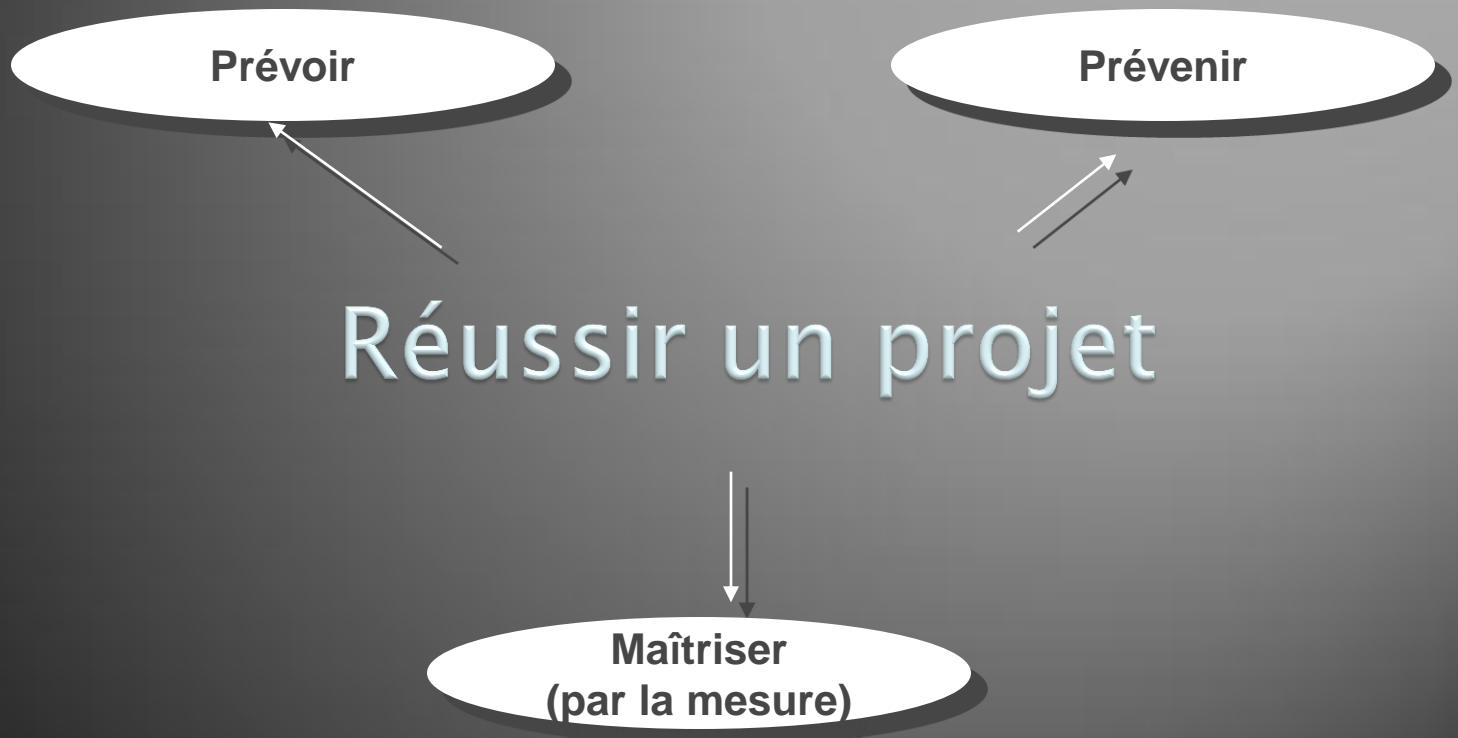 Prévoir
Prévenir
Réussir un projet
Maîtriser
(par la mesure)